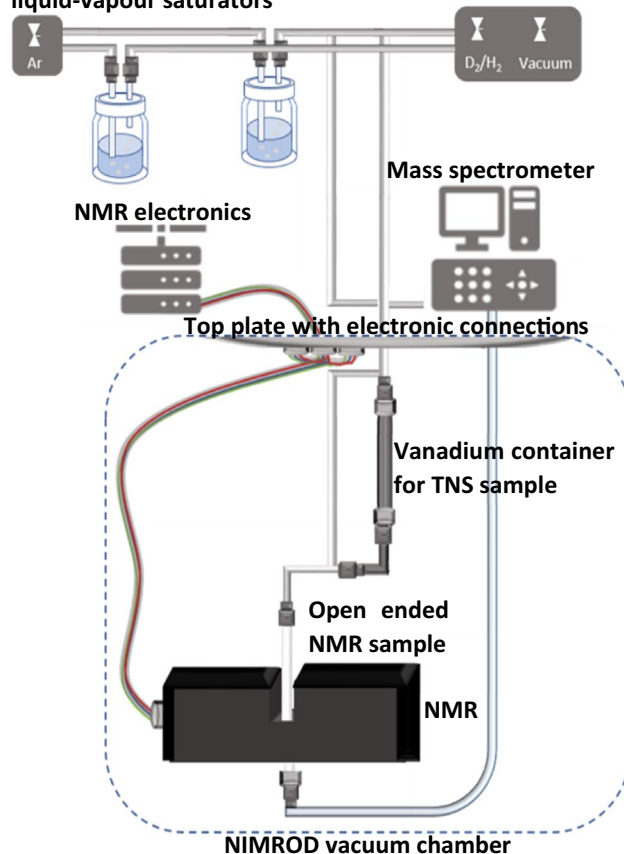 liquid-vapour saturators
Ar
D₂/H₂ Vacuum
Mass spectrometer
NMR electronics
Top plate with electronic connections
Vanadium container
for TNS sample
Open ended
NMR sample
NMR
NIMROD vacuum chamber